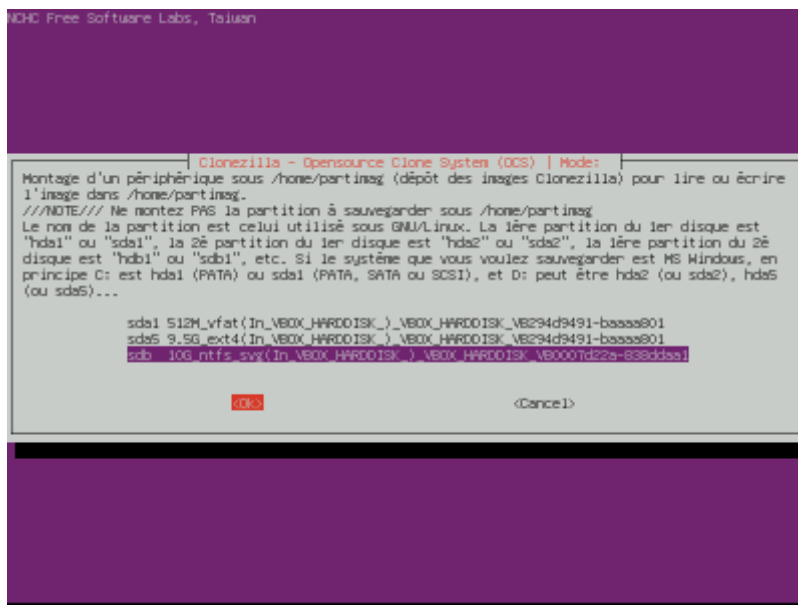 NCHC Free Software Labs, Taiwan
Clonezilla - Opensource Clone System (OCS) | Mode:
Montage d'un périphérique sous /home/partimag (dépôt des images Clonezilla) pour lire ou écrire
l'image dans /home/partimag.
///NOTE/// Ne montez PAS la partition à sauvegarder sous /home/partimag
Le nom de la partition est celui utilisé sous GNU/Linux. La 1ère partition du 1er disque est
"hda1" ou "sda1", la 2è partition du 1er disque est "hda2" ou "sda2", la 1ère partition du 2è
disque est "hdb1" ou "sdb1", etc. Si le système que vous voulez sauvegarder est MS Windows, en
principe C: est hda1 (PATA) ou sda1 (PATA, SATA ou SCSI), et D: peut être hda2 (ou sda2), hda5
(ou sda5)...
sda1 512M_vfat(In_VBOX_HARDDISK_)_VBOX_HARDDISK_VB294d9491-baaaa801
sda5 9.5G_ext4(In_VBOX_HARDDISK_)_VBOX_HARDDISK_VB294d9491-baaaa801
sdb 10G_ntfs_svg(In_VBOX_HARDDISK_)_VBOX_HARDDISK_VB0007d22a-838ddaa1
<Ok> <Cancel>